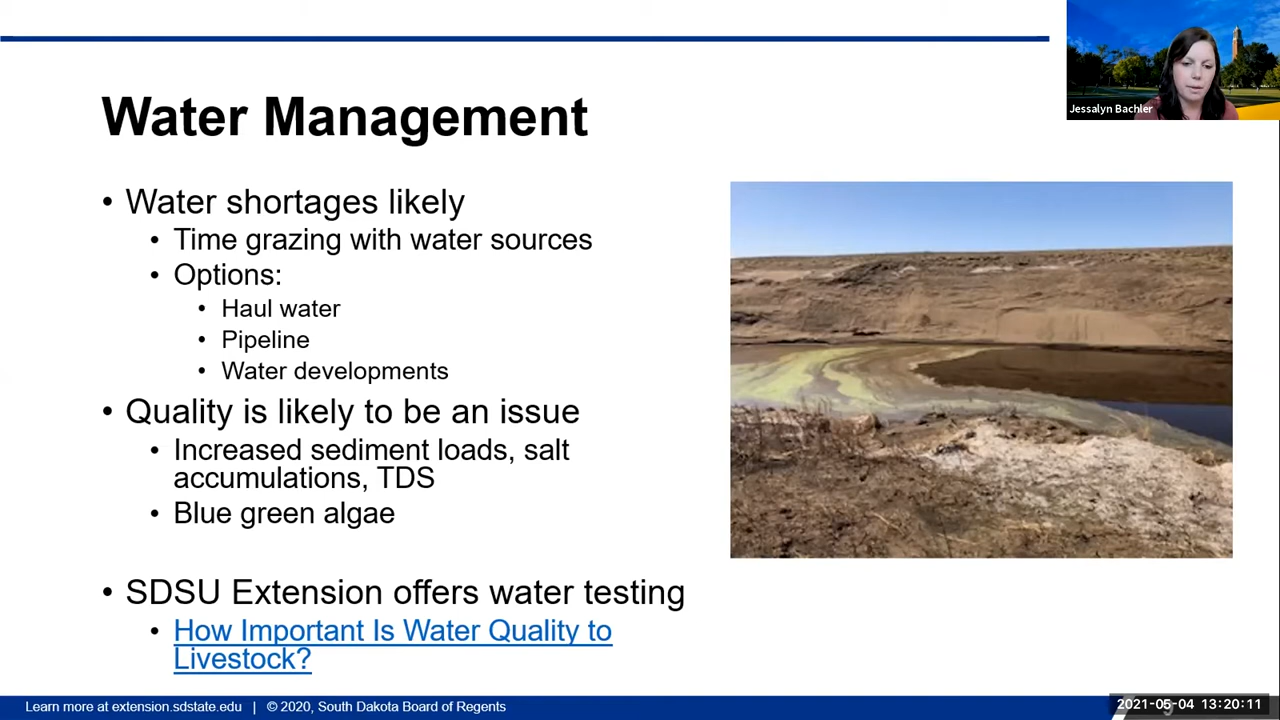 Jessalyn Bachler
Water Management
• Water shortages likely
• Time grazing with water sources
• Options:
• Haul water
• Pipeline
• Water developments
• Quality is likely to be an issue
• Increased sediment loads, salt
accumulations, TDS
• Blue green algae
• SDSU Extension offers water testing
• How Important Is Water Quality to
Livestock?
Learn more at extension.sdstate.edu | © 2020, South Dakota Board of Regents
2021-05-04 13:20:11